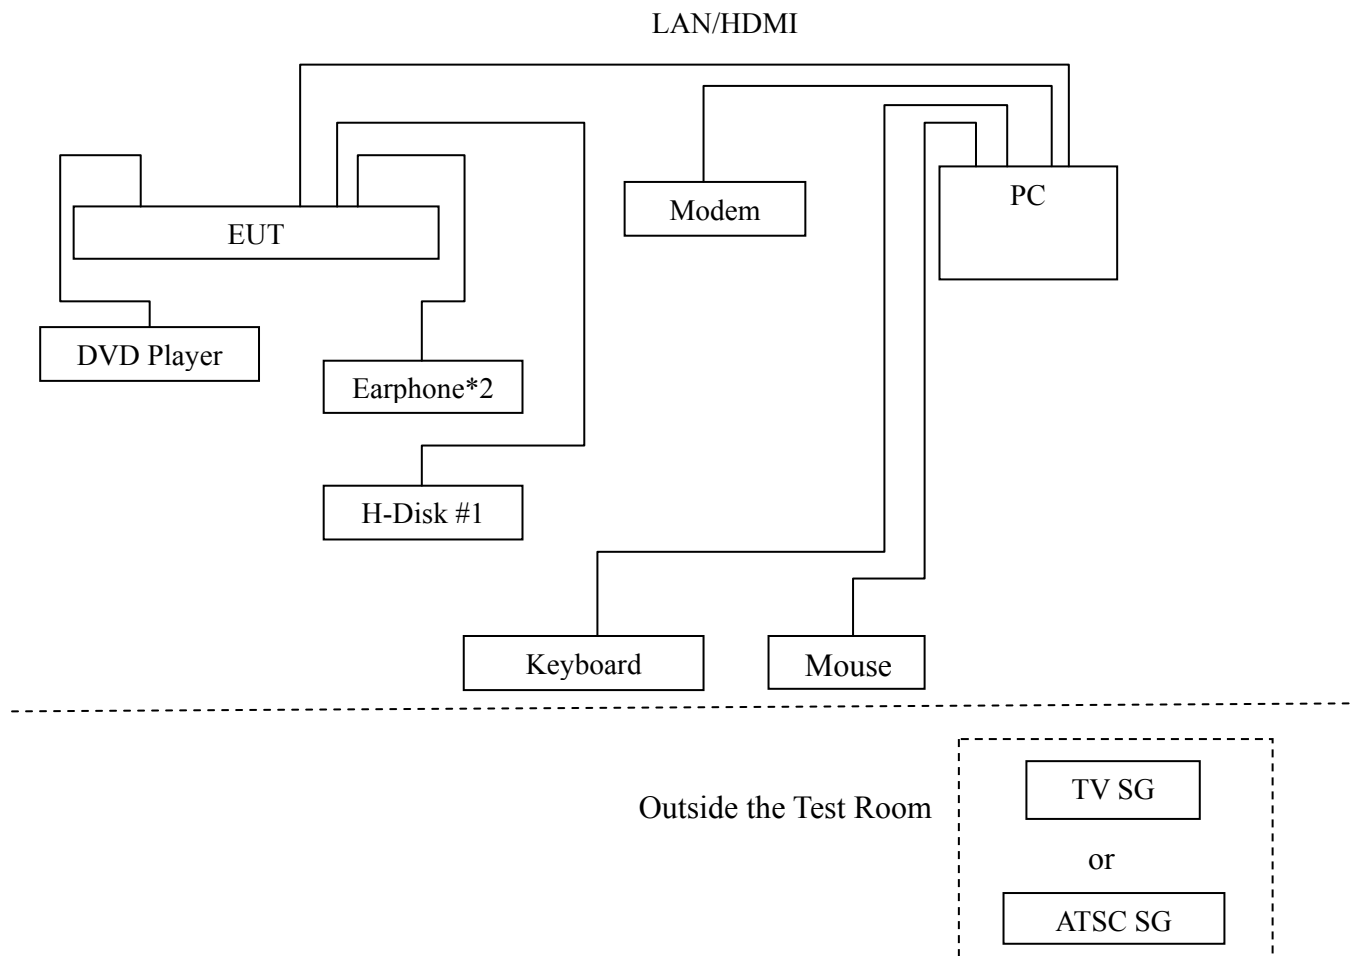 LAN/HDMI
PC
Modem
EUT
DVD Player
Earphone*2
H-Disk #1
Keyboard
Mouse
Outside the Test Room
TV SG
or
ATSC SG